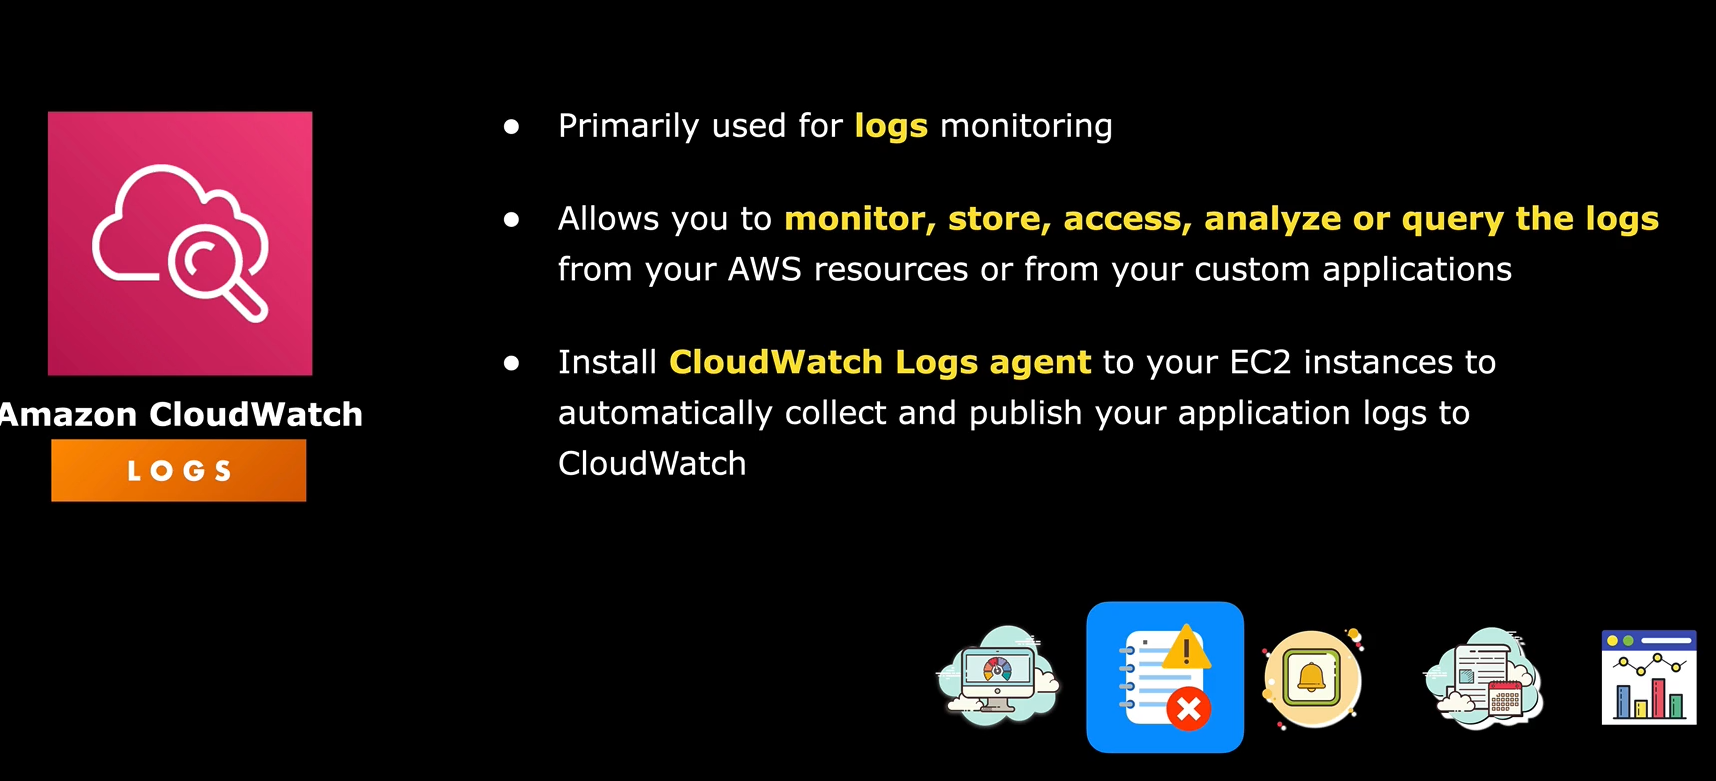 Amazon CloudWatch
LOGS
● Primarily used for logs monitoring
● Allows you to monitor, store, access, analyze or query the logs
from your AWS resources or from your custom applications
● Install CloudWatch Logs agent to your EC2 instances to
automatically collect and publish your application logs to
CloudWatch